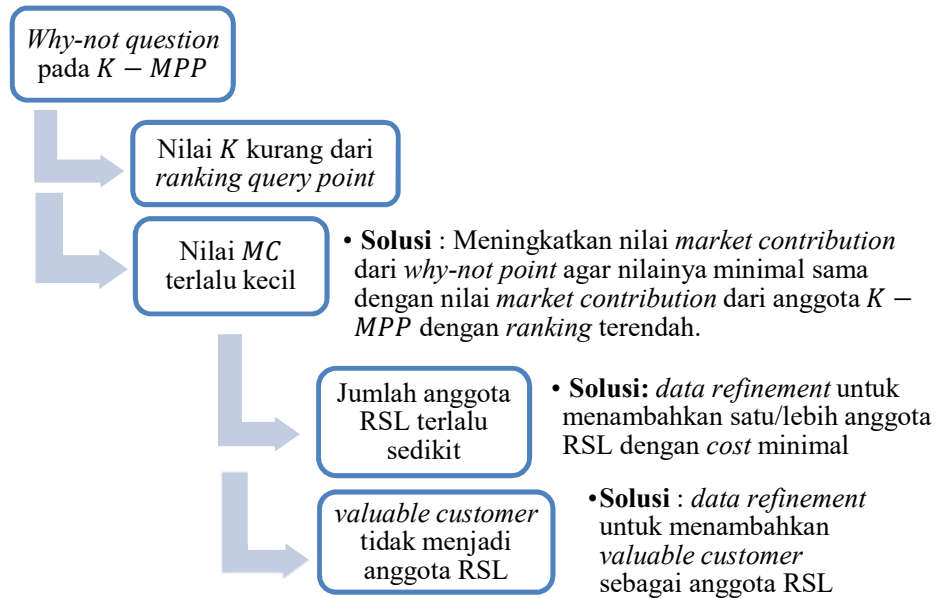 Why-not question
pada K − MPP
Nilai K kurang dari
ranking query point
Nilai MC
terlalu kecil
• Solusi : Meningkatkan nilai market contribution
dari why-not point agar nilainya minimal sama
dengan nilai market contribution dari anggota K −
MPP dengan ranking terendah.
Jumlah anggota
RSL terlalu
sedikit
• Solusi: data refinement untuk
menambahkan satu/lebih anggota
RSL dengan cost minimal
valuable customer
tidak menjadi
anggota RSL
•Solusi : data refinement
untuk menambahkan
valuable customer
sebagai anggota RSL